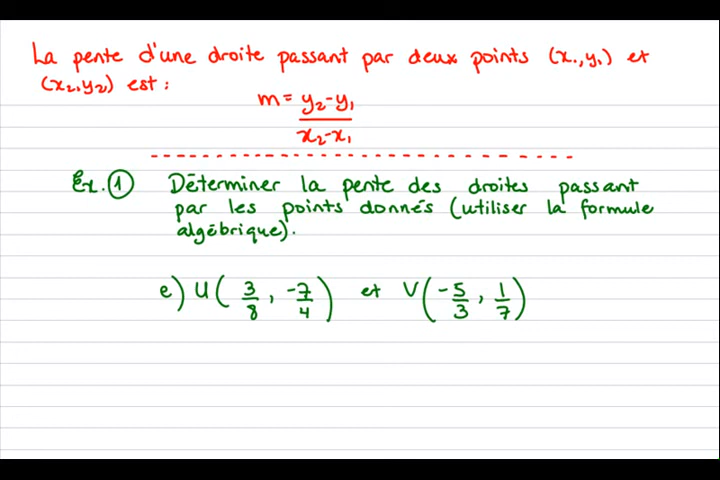 La pente d'une droite passant par deux points (x₁,y₁) et
(x₂,y₂) est :
m = y₂-y₁ / x₂-x₁
Ex. ① Déterminer la pente des droites passant
par les points donnés (utiliser la formule
algébrique).
e) U(3/8, -7/4) et V(-5/3, 1/7)